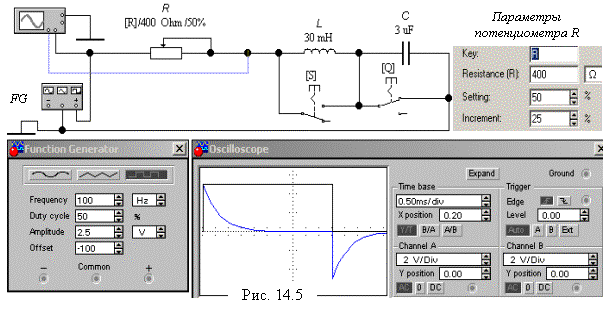 R
[R]/400 Ohm /50%
L
30 mH
C
3 uF
[S]
[Q]
FG
Параметры
потенциометра R
Key: R
Resistance (R): 400 Ω
Setting: 50 %
Increment: 25 %
Function Generator
Frequency 100 Hz
Duty cycle 50 %
Amplitude 2.5 V
Offset -100
− Common +
Oscilloscope
Expand
Ground
Time base
0.50ms/div
X position 0.20
Y/T B/A A/B
Trigger
Edge
Level 0.00
Auto A B Ext
Channel A
2 V/Div
Y position 0.00
AC 0 DC
Channel B
2 V/Div
Y position 0.00
AC 0 DC
Рис. 14.5